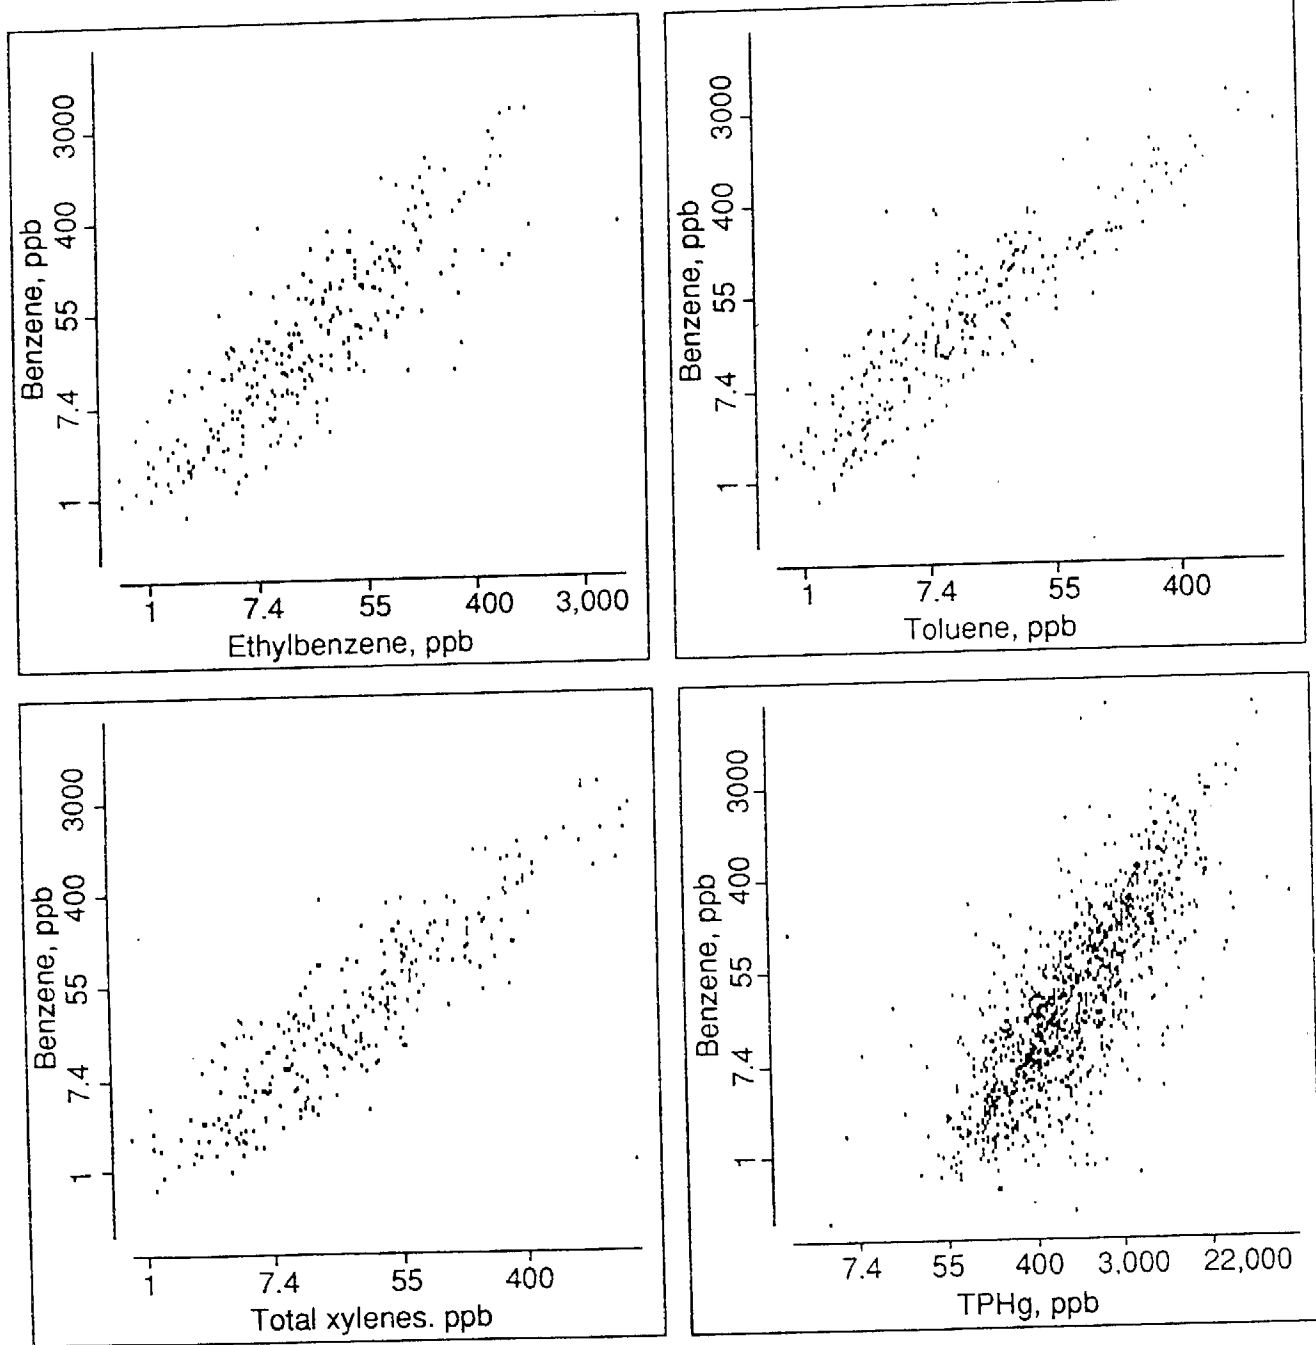 Benzene, ppb
3000
400
55
7.4
1
1 7.4 55 400 3,000
Ethylbenzene, ppb
Benzene, ppb
3000
400
55
7.4
1
1 7.4 55 400
Toluene, ppb
Benzene, ppb
3000
400
55
7.4
1
1 7.4 55 400
Total xylenes. ppb
Benzene, ppb
3000
400
55
7.4
1
7.4 55 400 3,000 22,000
TPHg, ppb